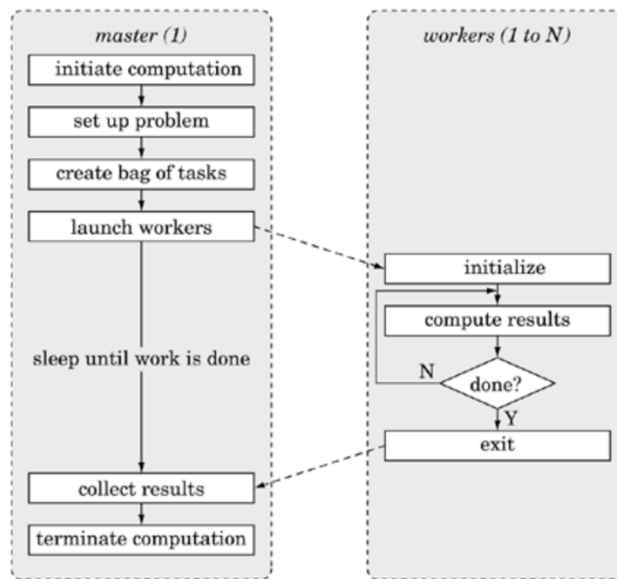 master (1)
initiate computation
set up problem
create bag of tasks
launch workers
sleep until work is done
collect results
terminate computation
workers (1 to N)
initialize
compute results
done?
N
Y
exit